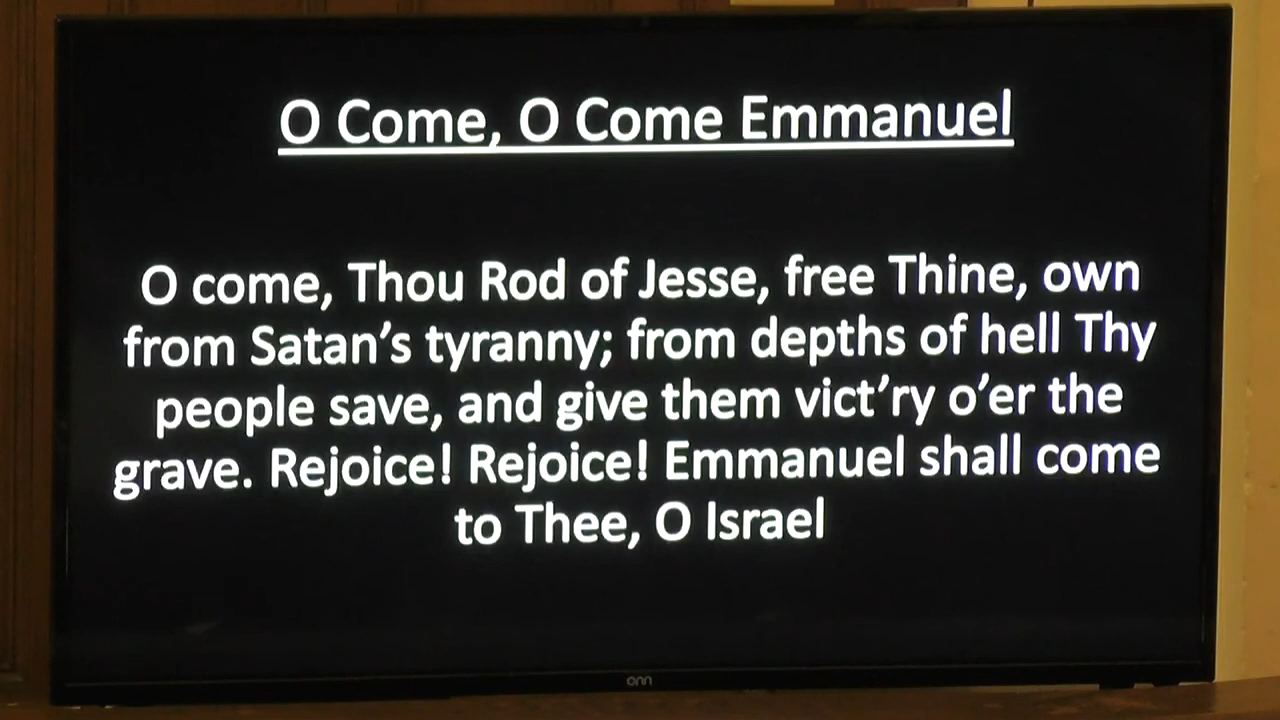 O Come, O Come Emmanuel
O come, Thou Rod of Jesse, free Thine, own
from Satan’s tyranny; from depths of hell Thy
people save, and give them vict’ry o’er the
grave. Rejoice! Rejoice! Emmanuel shall come
to Thee, O Israel
onn